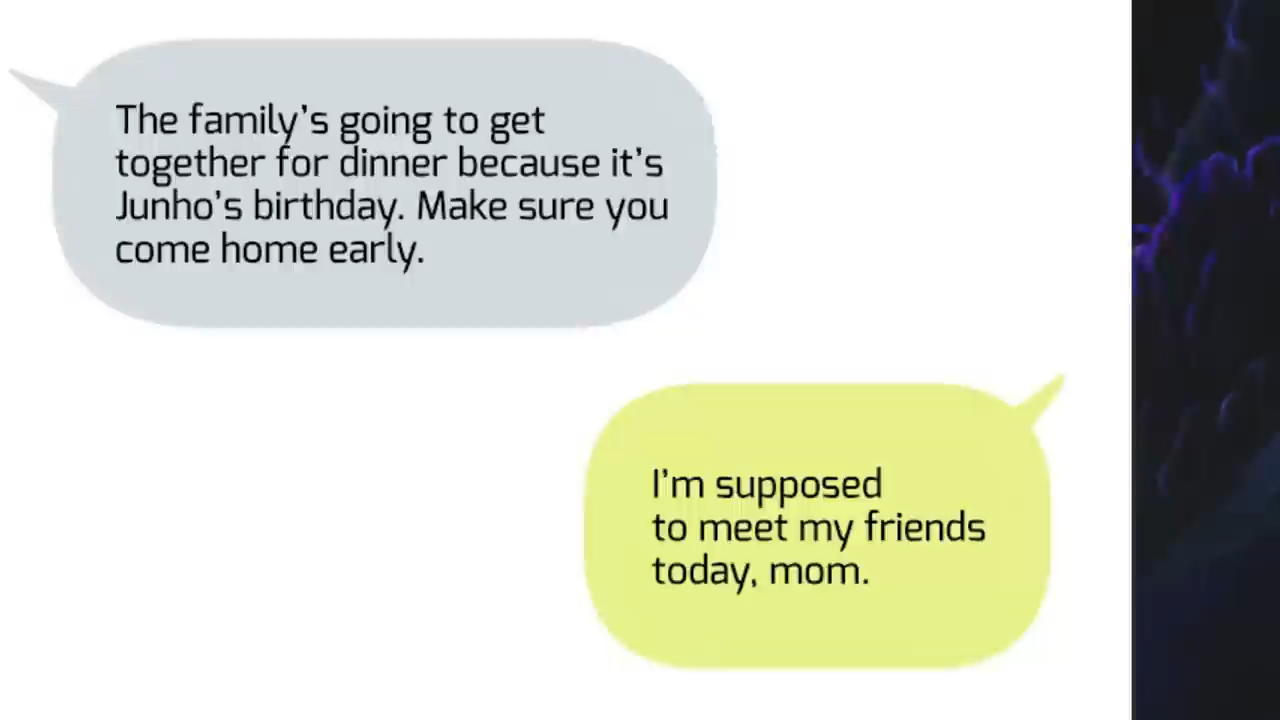 The family’s going to get
together for dinner because it’s
Junho’s birthday. Make sure you
come home early.
I’m supposed
to meet my friends
today, mom.